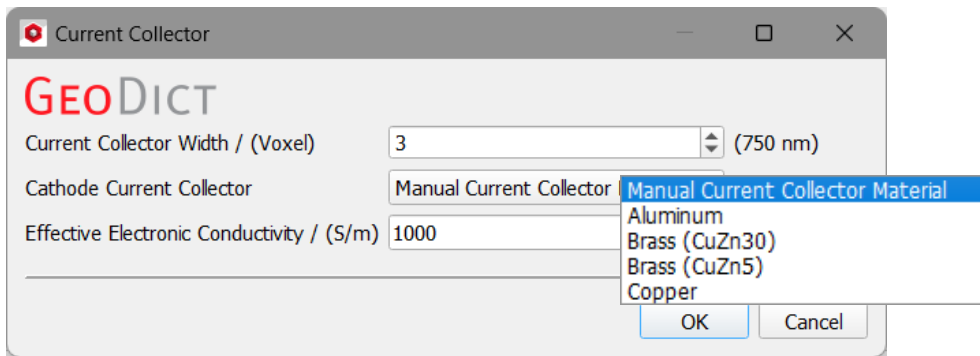 Current Collector
GEODICT
Current Collector Width / (Voxel) 3 (750 nm)
Cathode Current Collector Manual Current Collector
Manual Current Collector Material
Aluminum
Effective Electronic Conductivity / (S/m) 1000
Brass (CuZn30)
Brass (CuZn5)
Copper
OK Cancel